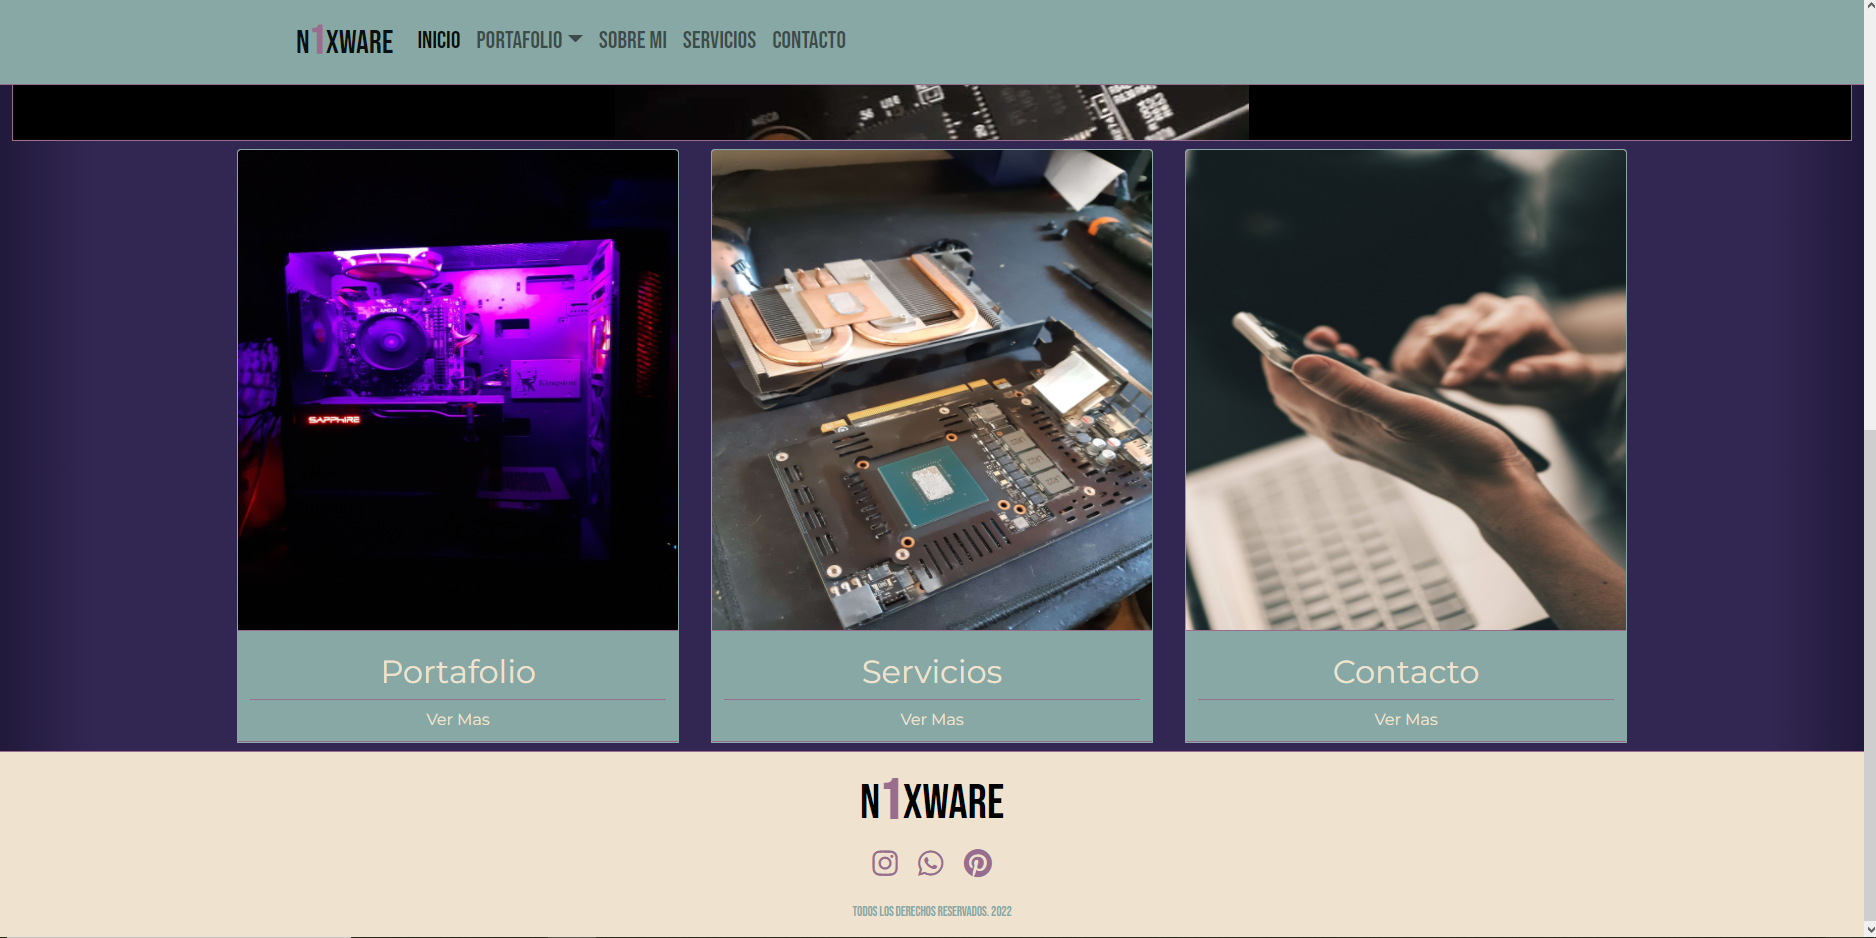 N1XWARE INICIO PORTAFOLIO SOBRE MI SERVICIOS CONTACTO
SAPPHIRE
Kingston
Portafolio
Ver Mas
Servicios
Ver Mas
Contacto
Ver Mas
N1XWARE
TODOS LOS DERECHOS RESERVADOS. 2022